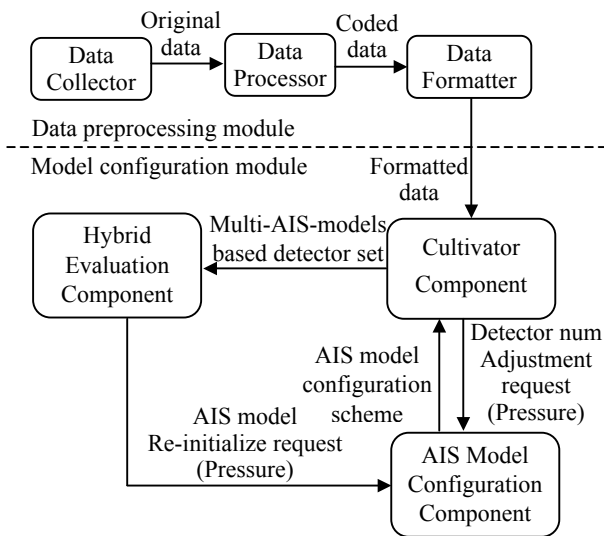 Original
data
Coded
data
Data
Collector
Data
Processor
Data
Formatter
Data preprocessing module
Model configuration module
Formatted
data
Hybrid
Evaluation
Component
Multi-AIS-models
based detector set
Cultivator
Component
AIS model
configuration
scheme
Detector num
Adjustment
request
(Pressure)
AIS model
Re-initialize request
(Pressure)
AIS Model
Configuration
Component